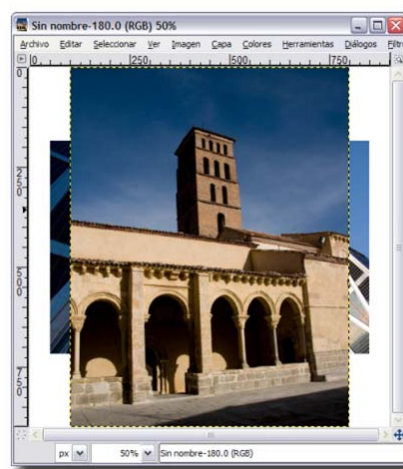 Sin nombre-180.0 (RGB) 50%
Archivo Editar Seleccionar Ver Imagen Capa Colores Herramientas Diálogos Filtro
0 250 500 750
0
250
500
750
px 50% Sin nombre-180.0 (RGB)